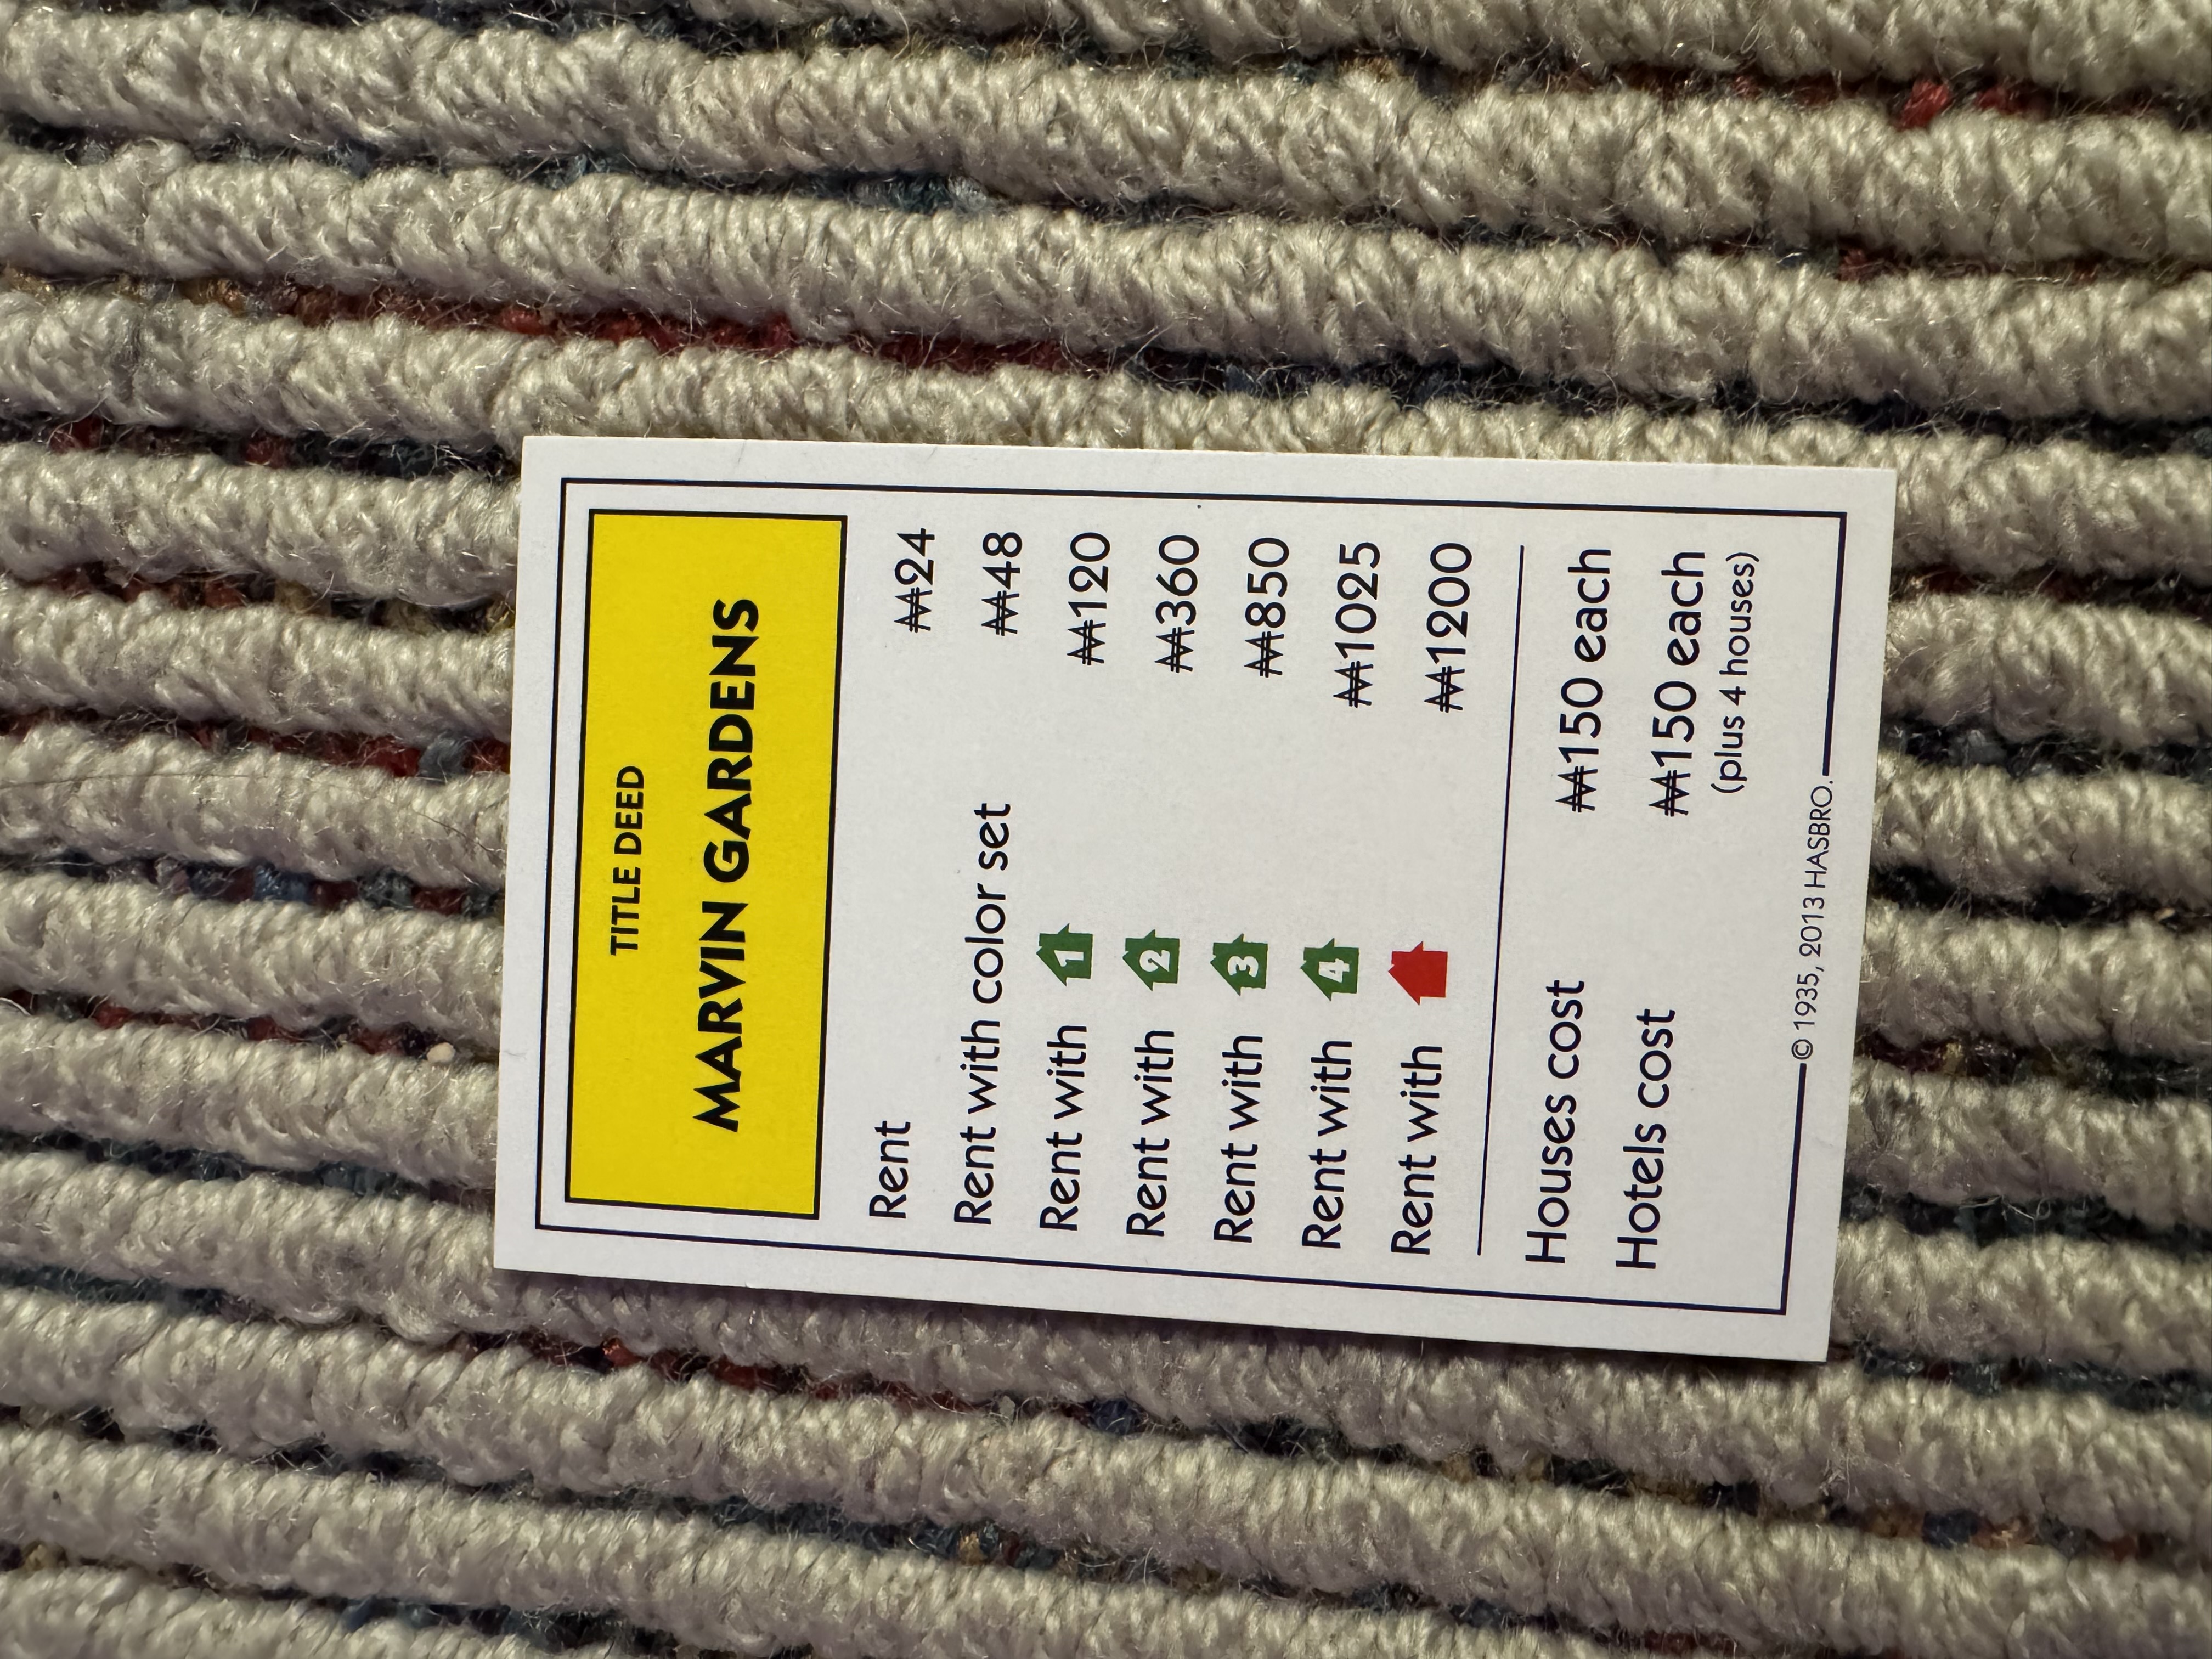 TITLE DEED
MARVIN GARDENS
Rent ₩24
Rent with color set ₩48
Rent with 1 ₩120
Rent with 2 ₩360
Rent with 3 ₩850
Rent with 4 ₩1025
Rent with ₩1200
Houses cost ₩150 each
Hotels cost ₩150 each
(plus 4 houses)
© 1935, 2013 HASBRO.